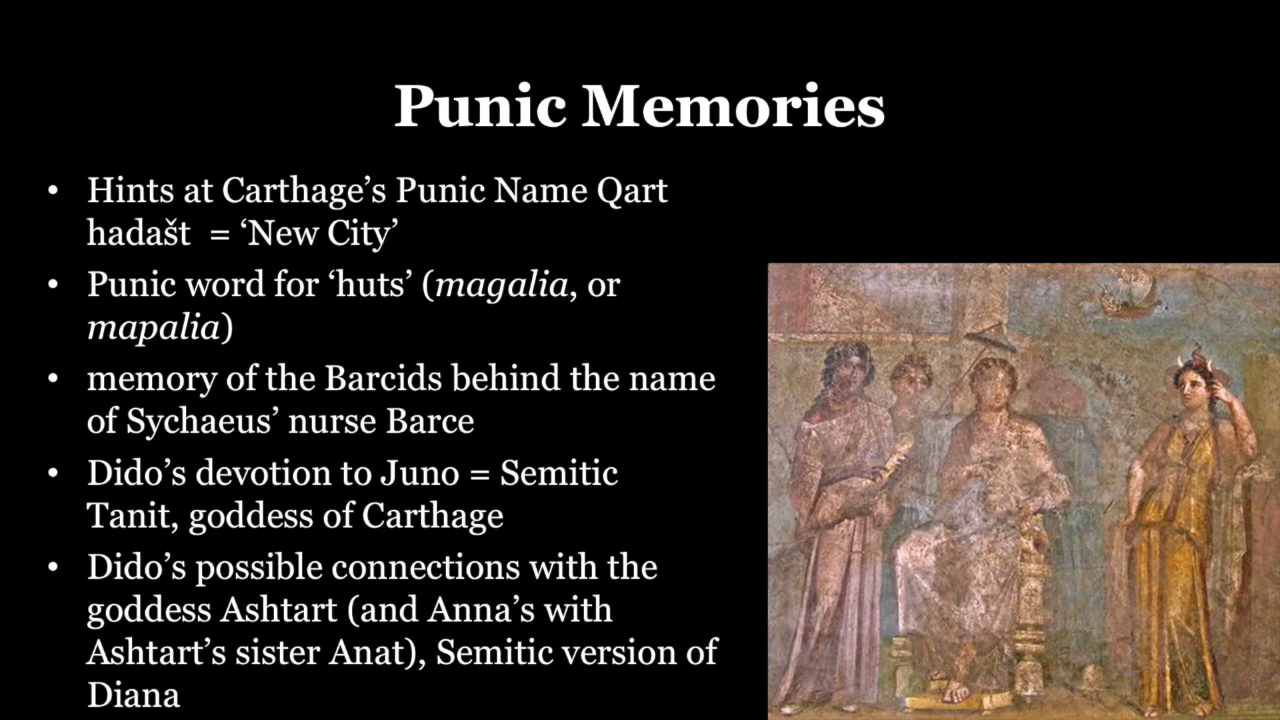 Punic Memories
• Hints at Carthage’s Punic Name Qart
hadašt = ‘New City’
• Punic word for ‘huts’ (magalia, or
mapalia)
• memory of the Barcids behind the name
of Sychaeus’ nurse Barce
• Dido’s devotion to Juno = Semitic
Tanit, goddess of Carthage
• Dido’s possible connections with the
goddess Ashtart (and Anna’s with
Ashtart’s sister Anat), Semitic version of
Diana